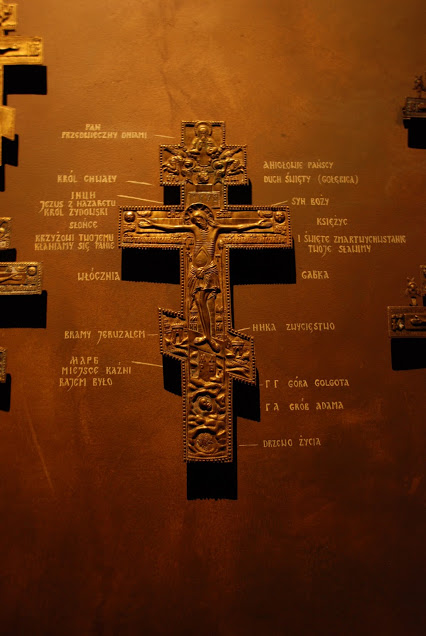 PAN
PRZEDWIECZNY DNIAMI
KRÓL CHWAŁY
ІНЦІ
JEZUS Z NAZARETU
KRÓL ŻYDOWSKI
SŁOŃCE
KRZYŻOWI TWOJEMU
KŁANIAMY SIĘ PANIE
WŁÓCZNIA
BRAMY JERUZALEM
МЛРБ
MIEJSCE KAŹNI
RAJEM BYŁO
ANIOŁOWIE PAŃSCY
DUCH ŚWIĘTY (GOŁĘBICA)
SYN BOŻY
KSIĘŻYC
I ŚWIĘTE ZMARTWYCHWSTANIE
TWOJE SŁAWIMY
GĄBKA
НИКА ZWYCIĘSTWO
Г Г GÓRA GOLGOTA
Г А GRÓB ADAMA
DRZEWO ŻYCIA